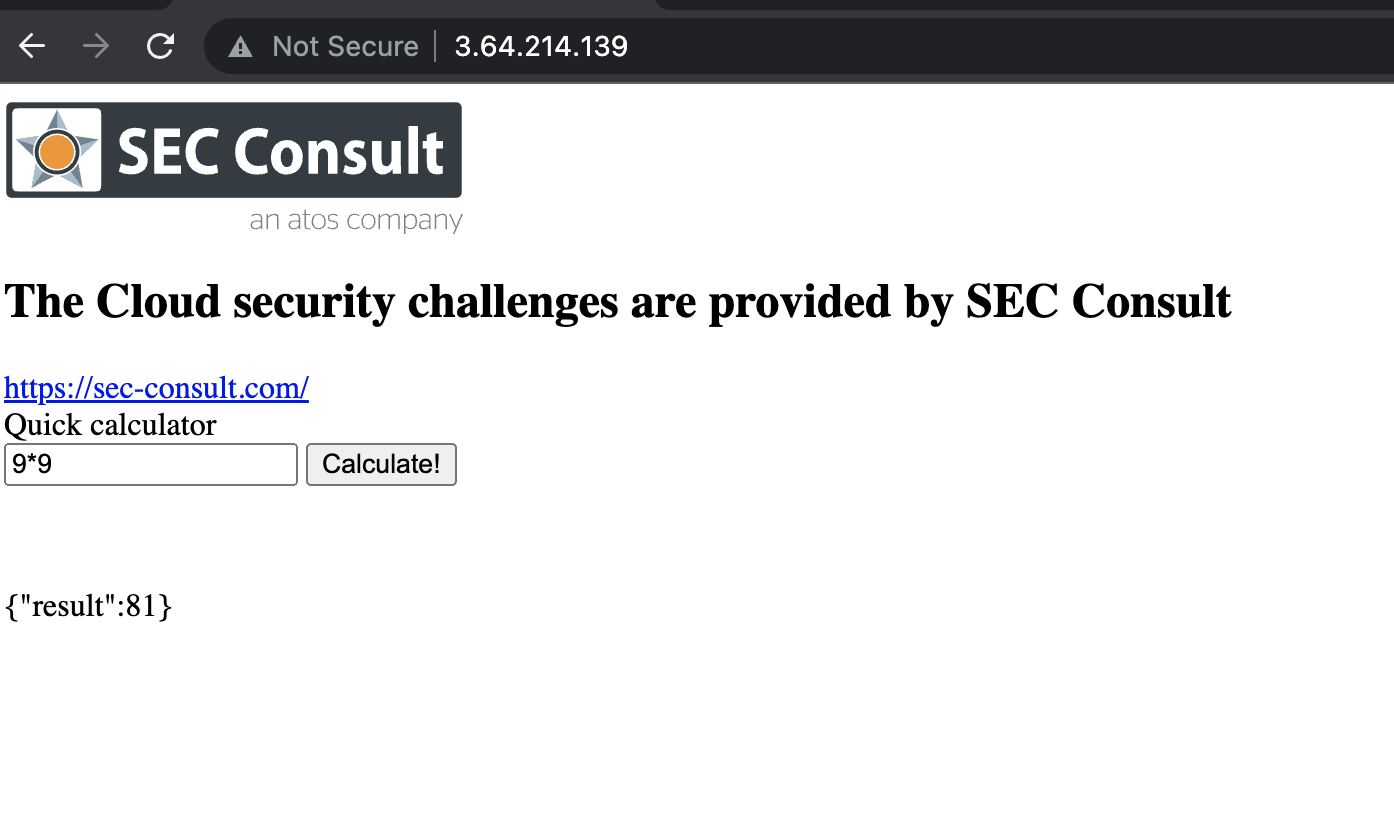 Not Secure 3.64.214.139
SEC Consult
an atos company
The Cloud security challenges are provided by SEC Consult
https://sec-consult.com/
Quick calculator
9*9 Calculate!
{"result":81}